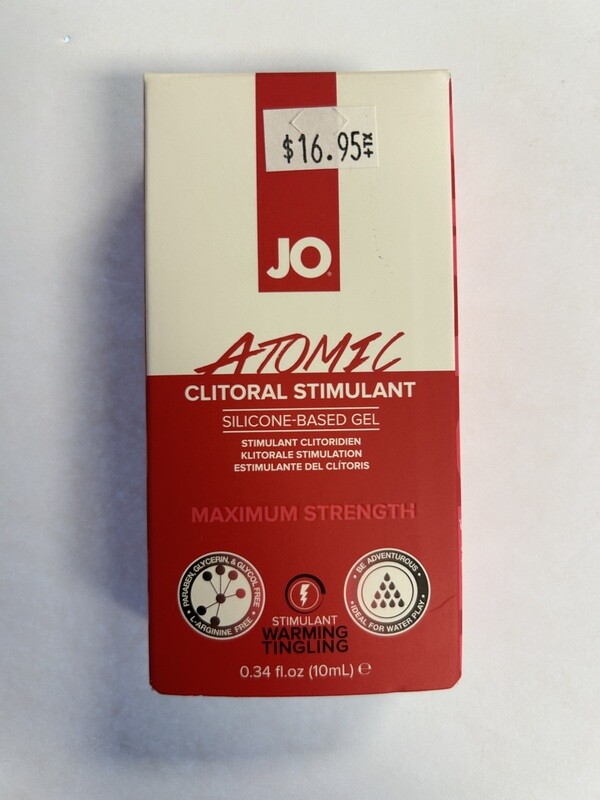 $16.95 +TX
JO
ATOMIC
CLITORAL STIMULANT
SILICONE-BASED GEL
STIMULANT CLITORIDIEN
KLITORALE STIMULATION
ESTIMULANTE DEL CLÍTORIS
MAXIMUM STRENGTH
PARABEN, GLYCERIN, & GLYCOL FREE
• L-ARGININE FREE •
STIMULANT
WARMING
TINGLING
BE ADVENTUROUS
• IDEAL FOR WATER PLAY •
0.34 fl.oz (10mL) ℮